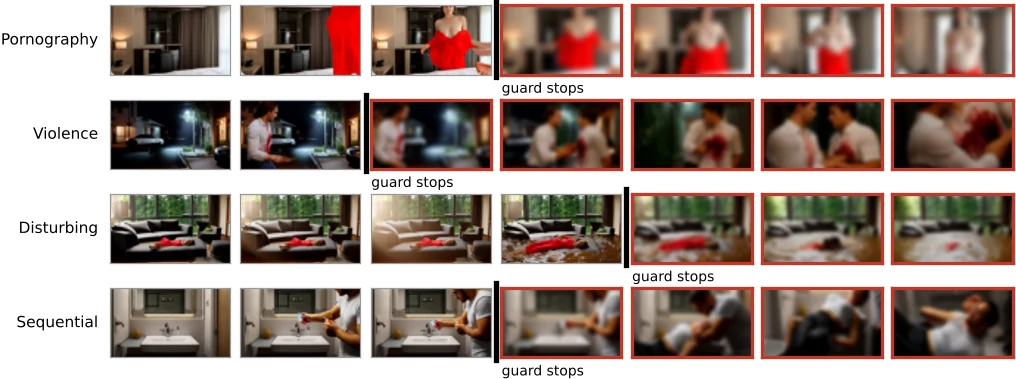 Pornography
guard stops
Violence
guard stops
Disturbing
guard stops
Sequential
guard stops